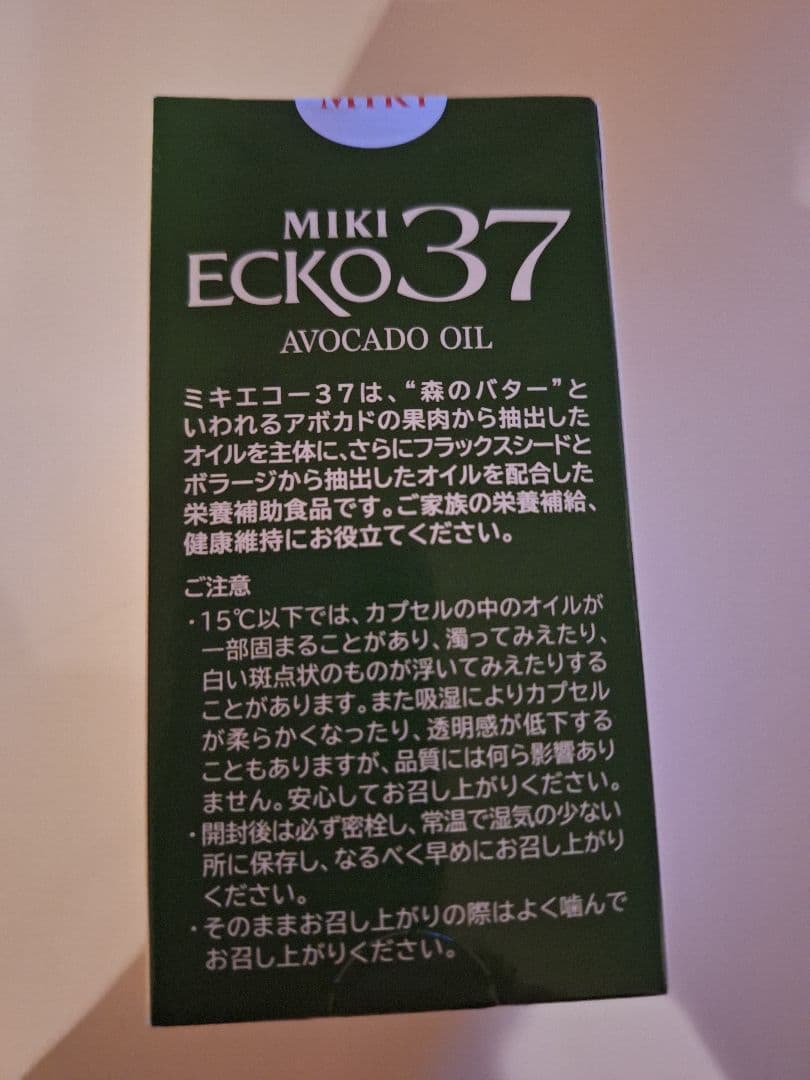 MIKI
MIKI
ECKO37
AVOCADO OIL
ミキエコー37は、“森のバター”と
いわれるアボカドの果肉から抽出した
オイルを主体に、さらにフラックスシードと
ボラージから抽出したオイルを配合した
栄養補助食品です。ご家族の栄養補給、
健康維持にお役立てください。
ご注意
・15℃以下では、カプセルの中のオイルが
一部固まることがあり、濁ってみえたり、
白い斑点状のものが浮いてみえたりする
ことがあります。また吸湿によりカプセル
が柔らかくなったり、透明感が低下する
こともありますが、品質には何ら影響あり
ません。安心してお召し上がりください。
・開封後は必ず密栓し、常温で湿気の少ない
所に保存し、なるべく早めにお召し上がり
ください。
・そのままお召し上がりの際はよく噛んで
お召し上がりください。